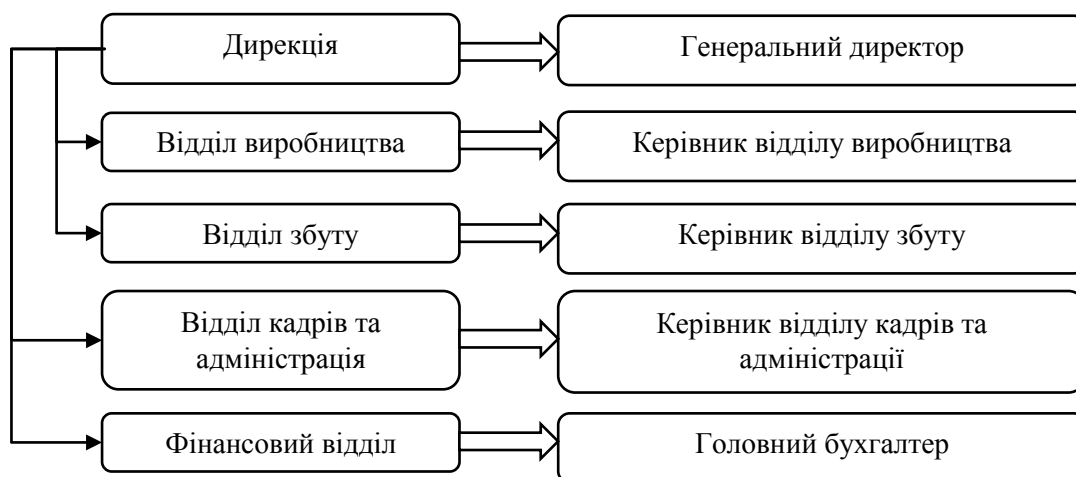 Дирекція
Генеральний директор
Відділ виробництва
Керівник відділу виробництва
Відділ збуту
Керівник відділу збуту
Відділ кадрів та
адміністрація
Керівник відділу кадрів та
адміністрації
Фінансовий відділ
Головний бухгалтер